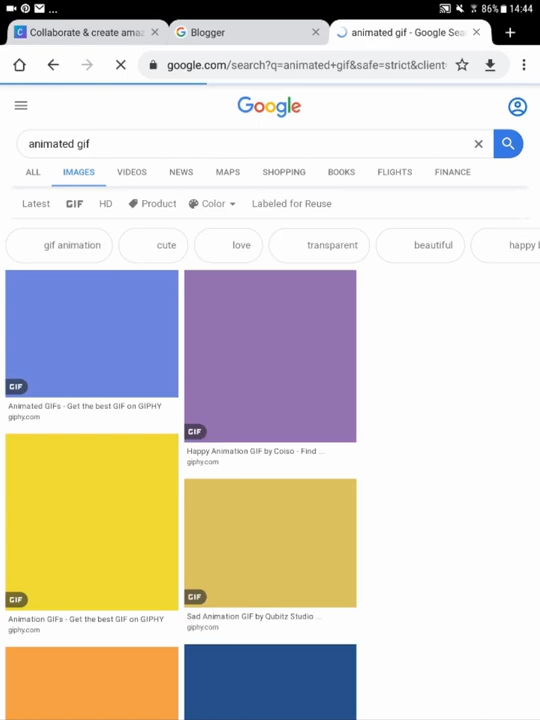 ... 86% 14:44
Collaborate & create amaz
Blogger
animated gif - Google Sea
google.com/search?q=animated+gif&safe=strict&client
Google
animated gif
ALL IMAGES VIDEOS NEWS MAPS SHOPPING BOOKS FLIGHTS FINANCE
Latest GIF HD Product Color Labeled for Reuse
gif animation cute love transparent beautiful happy b
GIF
Animated GIFs - Get the best GIF on GIPHY
giphy.com
GIF
Happy Animation GIF by Coiso - Find ...
giphy.com
GIF
Animation GIFs - Get the best GIF on GIPHY
giphy.com
GIF
Sad Animation GIF by Qubitz Studio ...
giphy.com